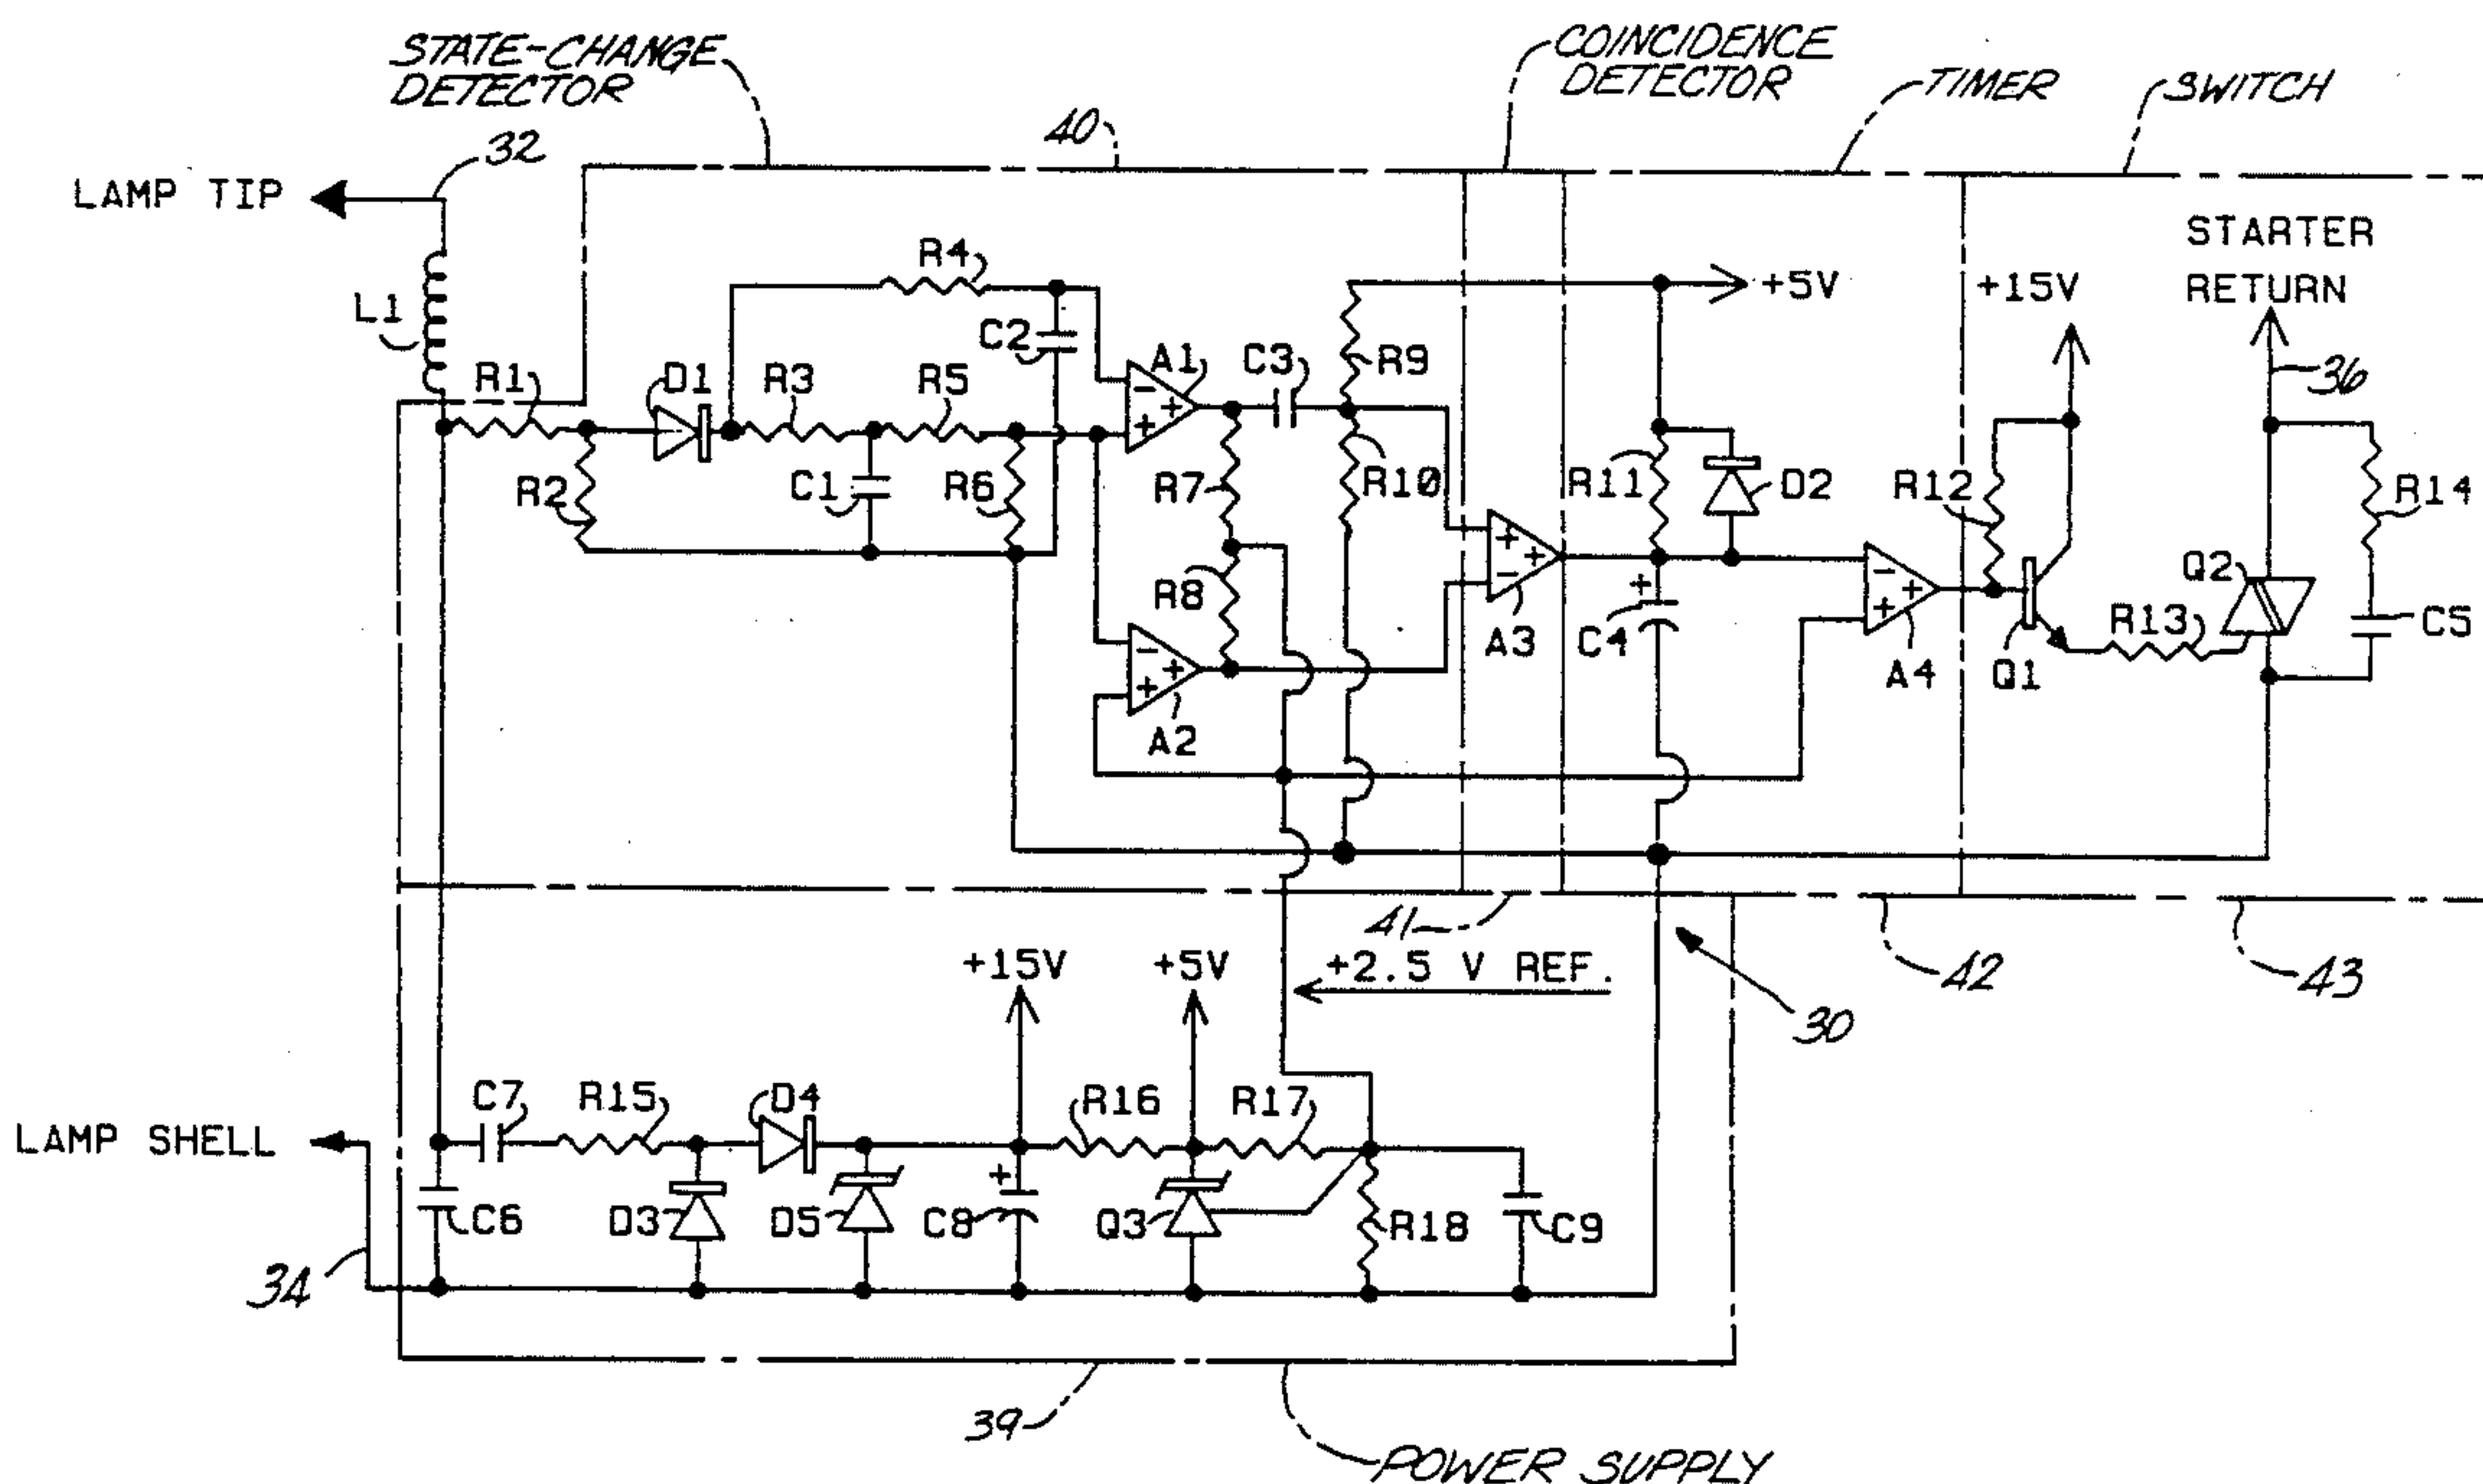 STATE-CHANGE
DETECTOR
COINCIDENCE
DETECTOR
TIMER
SWITCH
40
32
LAMP TIP
STARTER
RETURN
+15V
+5V
36
L1
R1
D1
R4
R3
R5
C2
A1
C3
R9
R2
C1
R6
R7
R10
R11
D2
R12
R14
R8
A2
A3
C4
A4
Q1
R13
Q2
C5
-
+
+
-
+
+
+
+
-
+
-
+
+
41
30
42
43
+15V
+5V
+2.5 V REF.
LAMP SHELL
C7
R15
D4
R16
R17
C6
D3
D5
+
C8
Q3
R18
C9
34
39
POWER SUPPLY